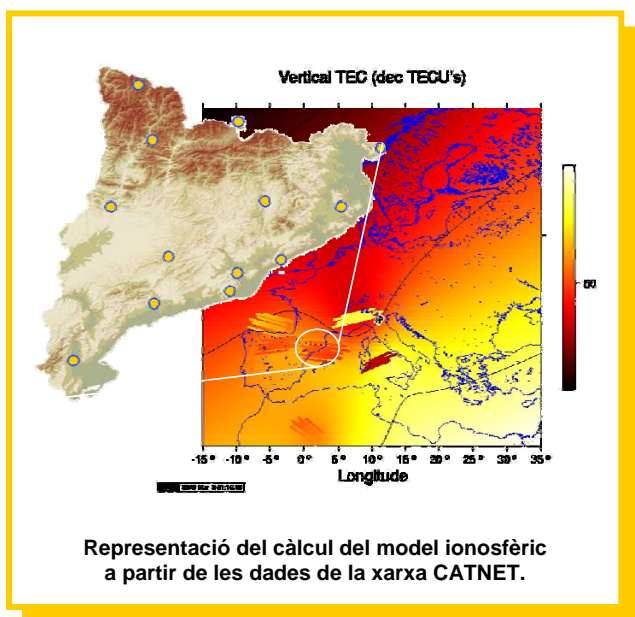 Vertical TEC (dec TECU's)
-15° -10° -5° 0° 5° 10° 15° 20° 25° 30° 35°
Longitude
Representació del càlcul del model ionosfèric
a partir de les dades de la xarxa CATNET.